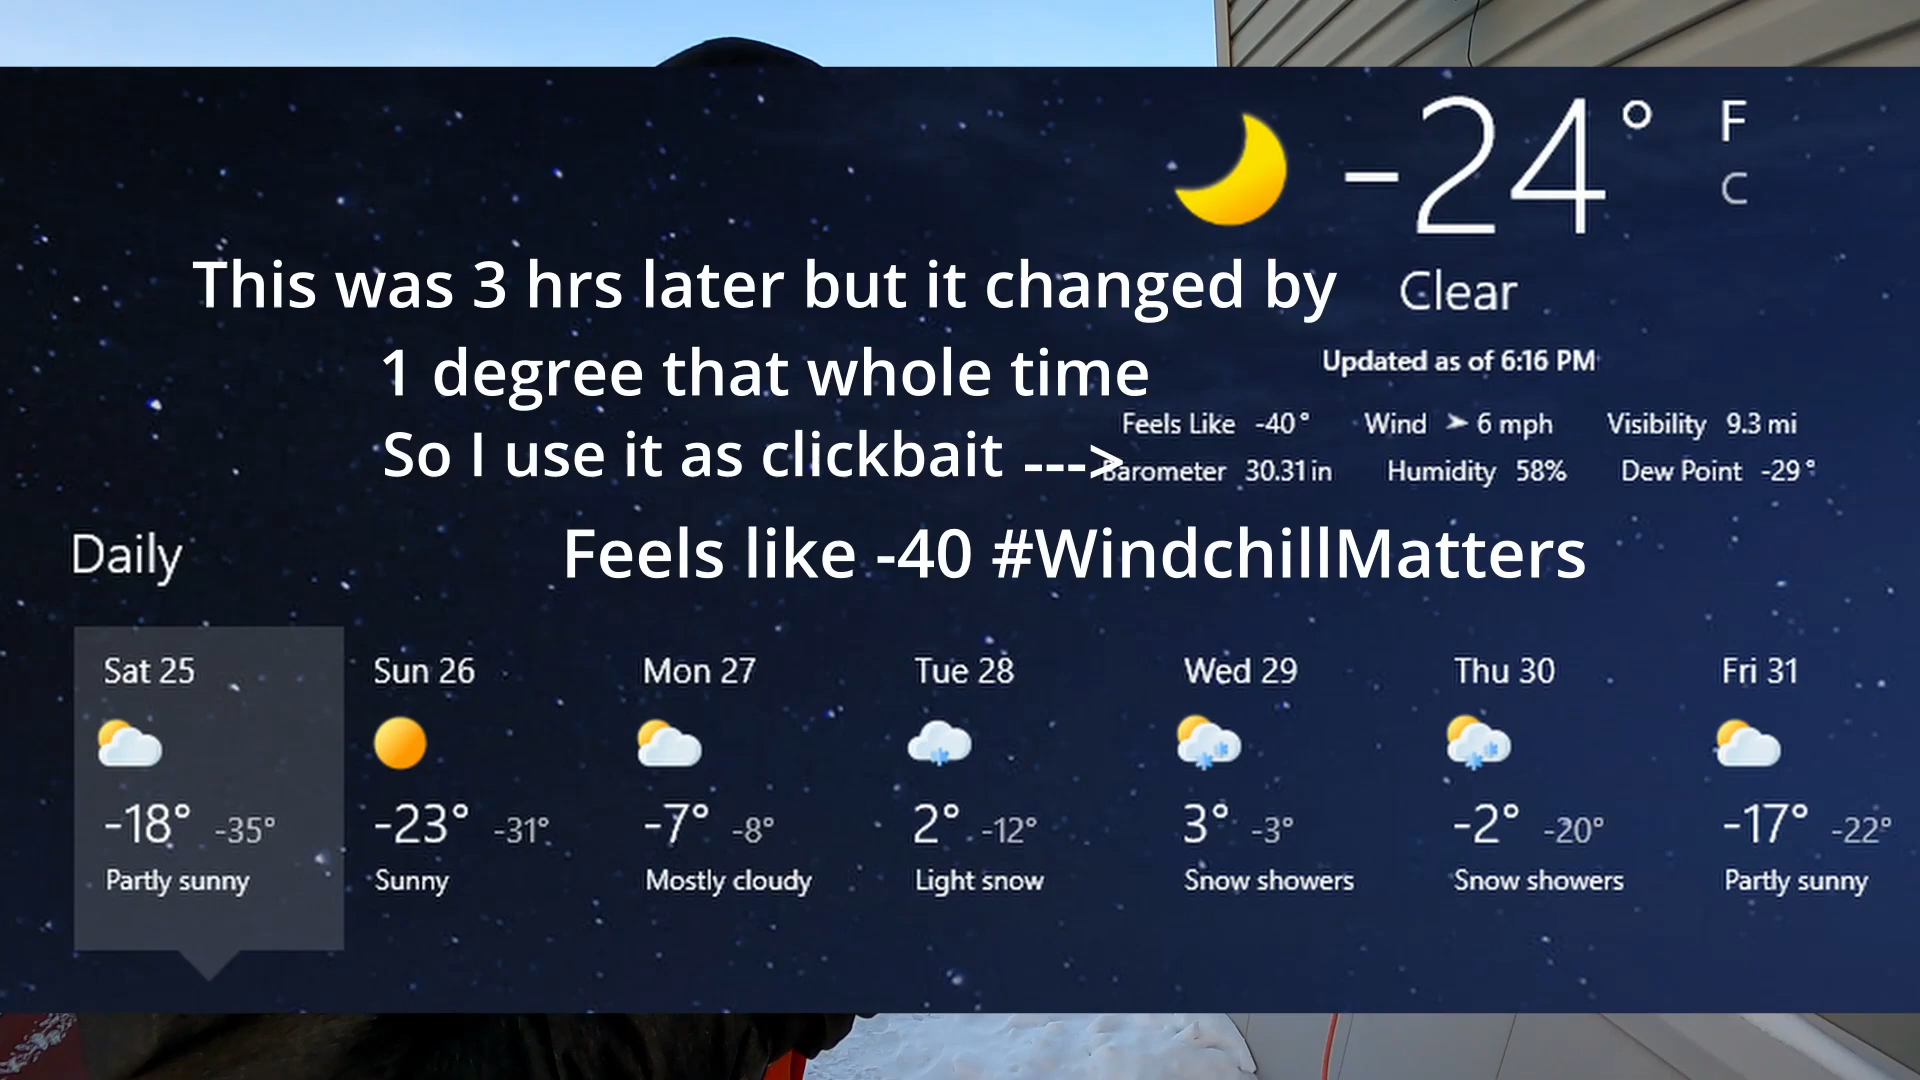 -24° F
C
This was 3 hrs later but it changed by
Clear
1 degree that whole time
Updated as of 6:16 PM
Feels Like -40° Wind 6 mph Visibility 9.3 mi
So I use it as clickbait --->
Barometer 30.31 in Humidity 58% Dew Point -29°
Daily
Feels like -40 #WindchillMatters
Sat 25 Sun 26 Mon 27 Tue 28 Wed 29 Thu 30 Fri 31
-18° -35° -23° -31° -7° -8° 2° -12° 3° -3° -2° -20° -17° -22°
Partly sunny Sunny Mostly cloudy Light snow Snow showers Snow showers Partly sunny